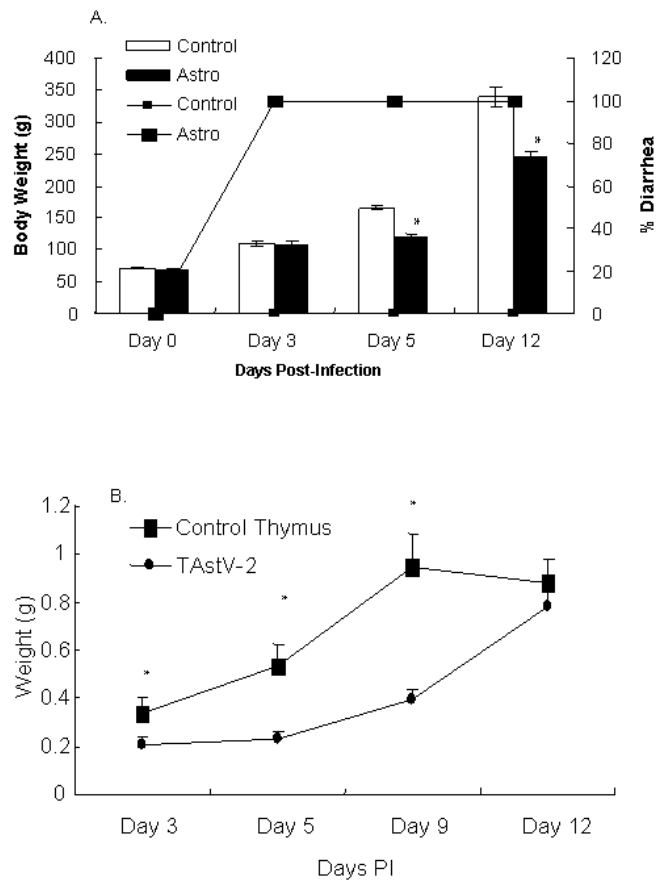 A.
Control
Astro
Control
Astro
400
350
300
250
200
150
100
50
0
Body Weight (g)
120
100
80
60
40
20
0
% Diarrhea
*
*
Day 0 Day 3 Day 5 Day 12
Days Post-Infection
B.
Control Thymus
TAstV-2
1.2
1
0.8
0.6
0.4
0.2
0
Weight (g)
*
*
*
Day 3 Day 5 Day 9 Day 12
Days PI